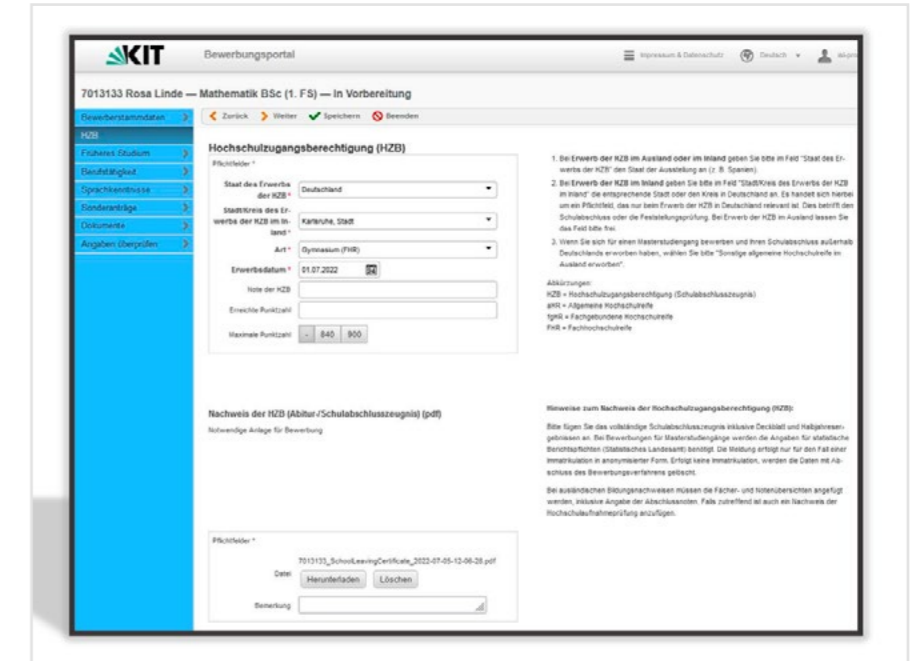 KIT
Bewerbungsportal
Impressum & Datenschutz
Deutsch
7013133 Rosa Linde — Mathematik BSc (1. FS) — In Vorbereitung
Bewerberstammdaten
HZB
Früheres Studium
Berufstätigkeit
Sprachkenntnisse
Sonderanträge
Dokumente
Angaben überprüfen
Zurück
Weiter
Speichern
Beenden
Hochschulzugangsberechtigung (HZB)
Pflichtfelder *
Staat des Erwerbs
der HZB *
Deutschland
Stadt/Kreis des Er-
werbs der HZB im In-
land *
Karlsruhe, Stadt
Art *
Gymnasium (FHR)
Erwerbsdatum *
01.07.2022
Note der HZB
Erreichte Punktzahl
Maximale Punktzahl
- 840 900
1. Bei Erwerb der HZB im Ausland oder im Inland geben Sie bitte im Feld "Staat des Er-
werbs der HZB" den Staat der Ausstellung an (z. B. Spanien).
2. Bei Erwerb der HZB im Inland geben Sie bitte im Feld "Stadt/Kreis des Erwerbs der HZB
im Inland" die entsprechende Stadt oder den Kreis in Deutschland an. Es handelt sich hierbei
um ein Pflichtfeld, das nur beim Erwerb der HZB in Deutschland relevant ist. Dies betrifft den
Schulabschluss oder die Feststellungsprüfung. Bei Erwerb der HZB im Ausland lassen Sie
das Feld bitte frei.
3. Wenn Sie sich für einen Masterstudiengang bewerben und Ihren Schulabschluss außerhalb
Deutschlands erworben haben, wählen Sie bitte "Sonstige allgemeine Hochschulreife im
Ausland erworben".
Abkürzungen:
HZB = Hochschulzugangsberechtigung (Schulabschlusszeugnis)
aHR = Allgemeine Hochschulreife
fgHR = Fachgebundene Hochschulreife
FHR = Fachhochschulreife
Nachweis der HZB (Abitur-/Schulabschlusszeugnis) (pdf)
Notwendige Anlage für Bewerbung
Hinweise zum Nachweis der Hochschulzugangsberechtigung (HZB):
Bitte fügen Sie das vollständige Schulabschlusszeugnis inklusive Deckblatt und Halbjahreser-
gebnissen an. Bei Bewerbungen für Masterstudiengänge werden die Angaben für statistische
Berichtspflichten (Statistisches Landesamt) benötigt. Die Meldung erfolgt nur für den Fall einer
Immatrikulation in anonymisierter Form. Erfolgt keine Immatrikulation, werden die Daten mit Ab-
schluss des Bewerbungsverfahrens gelöscht.
Bei ausländischen Bildungsnachweisen müssen die Fächer- und Notenübersichten angefügt
werden, inklusive Angabe der Abschlussnoten. Falls zutreffend ist auch ein Nachweis der
Hochschulaufnahmeprüfung anzufügen.
Pflichtfelder *
7013133_SchoolLeavingCertificate_2022-07-05-12-06-28.pdf
Datei
Herunterladen
Löschen
Bemerkung